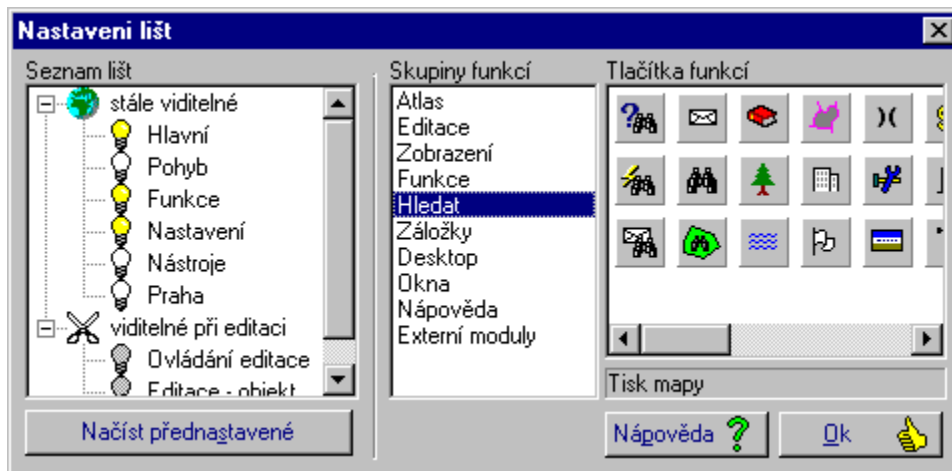 Nastaveni lišt
Seznam lišt
stále viditelné
Hlavní
Pohyb
Funkce
Nastavení
Nástroje
Praha
viditelné při editaci
Ovládání editace
Editace - objekt
Načíst přednastavené
Skupiny funkcí
Atlas
Editace
Zobrazení
Funkce
Hledat
Záložky
Desktop
Okna
Nápověda
Externí moduly
Tlačítka funkcí
Tisk mapy
Nápověda
Ok